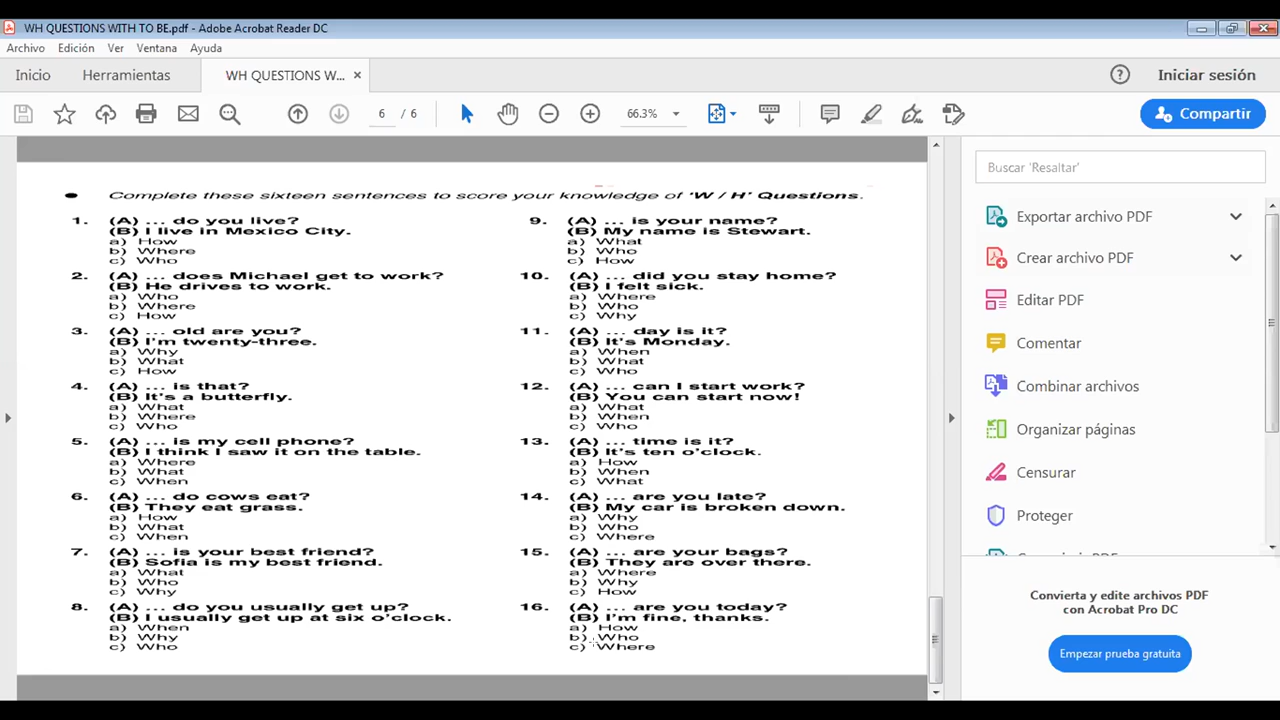 WH QUESTIONS WITH TO BE.pdf - Adobe Acrobat Reader DC
Archivo Edición Ver Ventana Ayuda
Inicio Herramientas WH QUESTIONS W... × Iniciar sesión
6 / 6 66.3% Compartir
• Complete these sixteen sentences to score your knowledge of 'W / H' Questions.
1. (A) ... do you live?
(B) I live in Mexico City.
a) How
b) Where
c) Who
2. (A) ... does Michael get to work?
(B) He drives to work.
a) Who
b) Where
c) How
3. (A) ... old are you?
(B) I'm twenty-three.
a) Why
b) What
c) How
4. (A) ... is that?
(B) It's a butterfly.
a) What
b) Where
c) Who
5. (A) ... is my cell phone?
(B) I think I saw it on the table.
a) Where
b) What
c) When
6. (A) ... do cows eat?
(B) They eat grass.
a) How
b) What
c) When
7. (A) ... is your best friend?
(B) Sofia is my best friend.
a) What
b) Who
c) Why
8. (A) ... do you usually get up?
(B) I usually get up at six o'clock.
a) When
b) Why
c) Who
9. (A) ... is your name?
(B) My name is Stewart.
a) What
b) Who
c) How
10. (A) ... did you stay home?
(B) I felt sick.
a) Where
b) Who
c) Why
11. (A) ... day is it?
(B) It's Monday.
a) When
b) What
c) Who
12. (A) ... can I start work?
(B) You can start now!
a) What
b) When
c) Who
13. (A) ... time is it?
(B) It's ten o'clock.
a) How
b) When
c) What
14. (A) ... are you late?
(B) My car is broken down.
a) Why
b) Who
c) Where
15. (A) ... are your bags?
(B) They are over there.
a) Where
b) Why
c) How
16. (A) ... are you today?
(B) I'm fine, thanks.
a) How
b) Who
c) Where
Buscar 'Resaltar'
Exportar archivo PDF
Crear archivo PDF
Editar PDF
Comentar
Combinar archivos
Organizar páginas
Censurar
Proteger
Convierta y edite archivos PDF
con Acrobat Pro DC
Empezar prueba gratuita